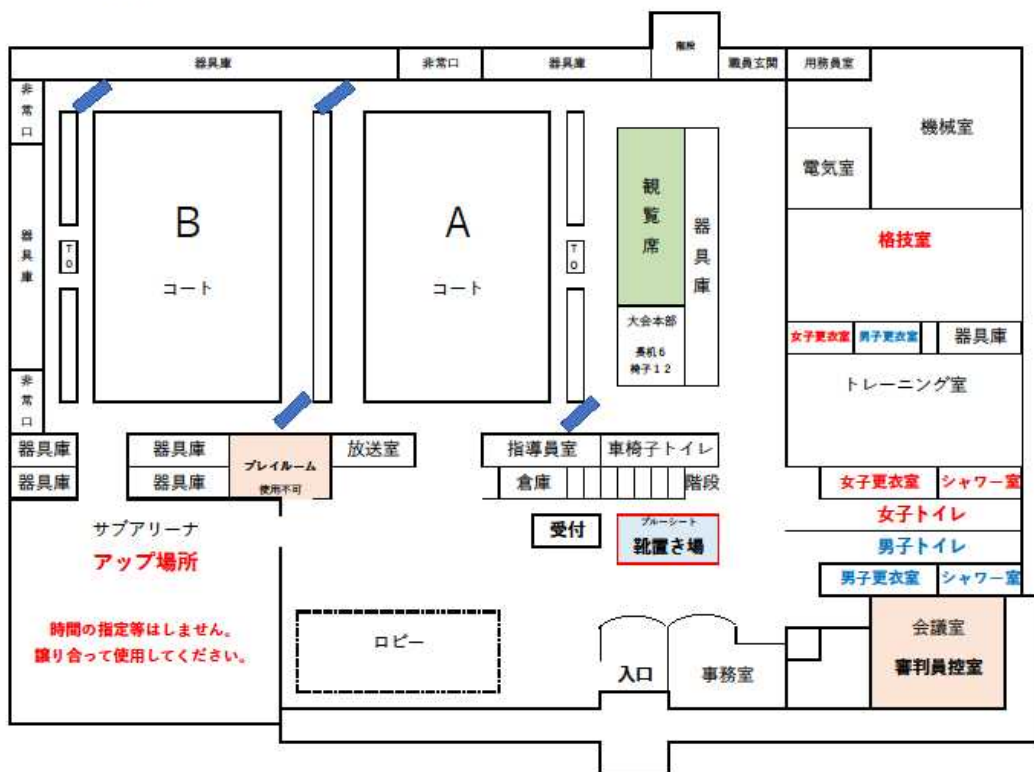 階段
器具庫
非常口
器具庫
職員玄関
用務員室
非常口
機械室
電気室
観覧席
器具庫
B
コート
A
コート
TO
TO
器具庫
格技室
大会本部
長机6
椅子12
女子更衣室
男子更衣室
器具庫
トレーニング室
非常口
器具庫
器具庫
プレイルーム
使用不可
放送室
指導員室
車椅子トイレ
器具庫
器具庫
倉庫
階段
女子更衣室
シャワー室
女子トイレ
男子トイレ
男子更衣室
シャワー室
受付
ブルーシート
靴置き場
サブアリーナ
アップ場所
時間の指定等はしません。
譲り合って使用してください。
ロビー
入口
事務室
会議室
審判員控室